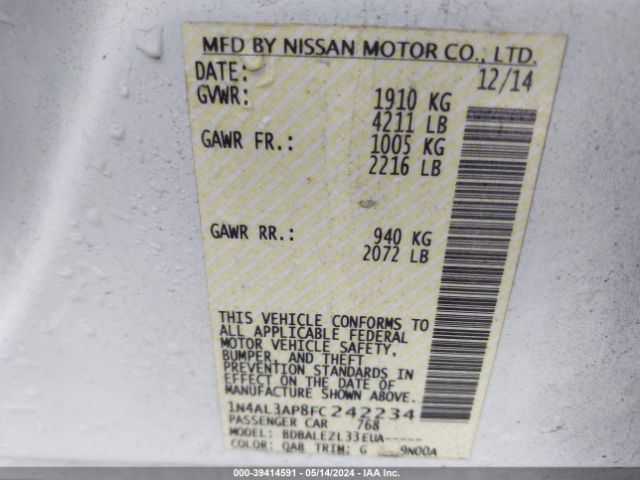 MFD BY NISSAN MOTOR CO., LTD.
DATE: 12/14
GVWR: 1910 KG
4211 LB
GAWR FR.: 1005 KG
2216 LB
GAWR RR.: 940 KG
2072 LB
THIS VEHICLE CONFORMS TO
ALL APPLICABLE FEDERAL
MOTOR VEHICLE SAFETY,
BUMPER, AND THEFT
PREVENTION STANDARDS IN
EFFECT ON THE DATE OF
MANUFACTURE SHOWN ABOVE.
1N4AL3AP8FC242234
PASSENGER CAR 768
MODEL: BDBALEZL33EUA-----
COLOR: QAB TRIM: G 9N00A
000-39414591 - 05/14/2024 - IAAI.com